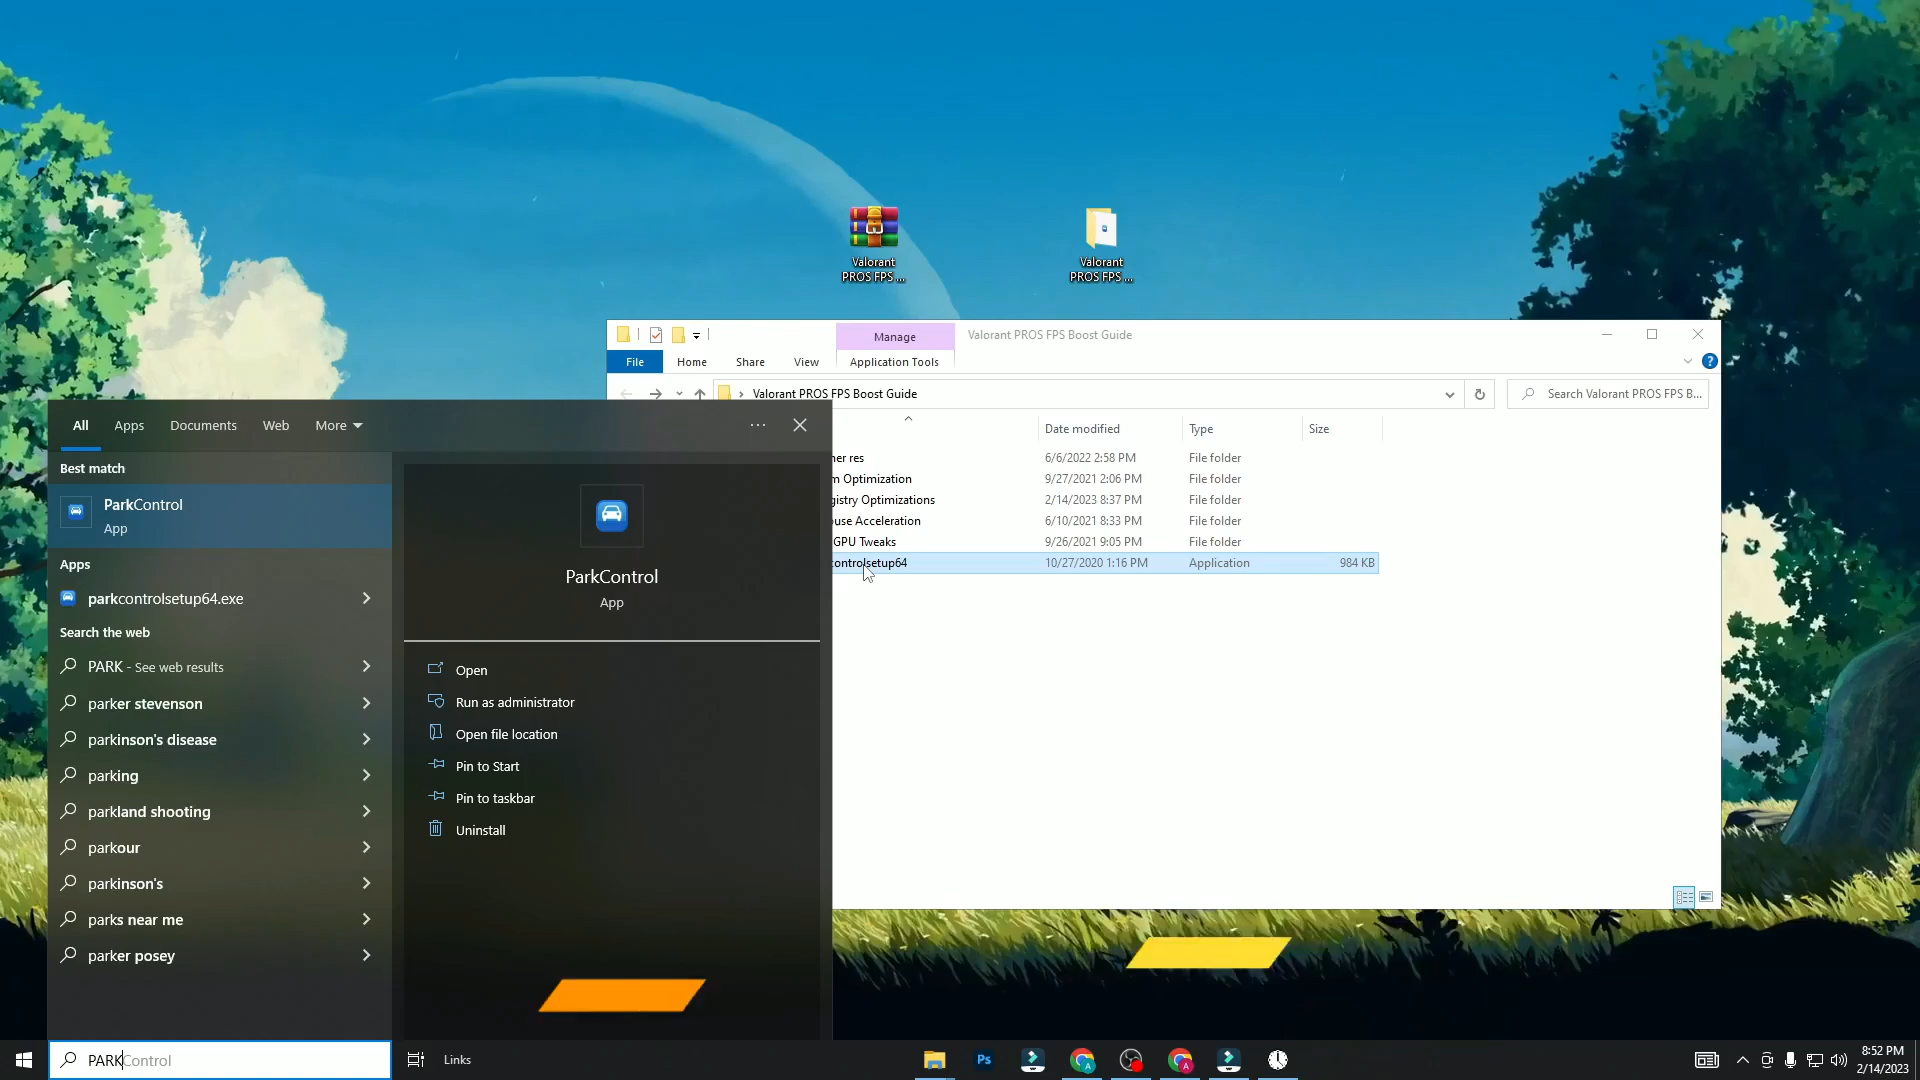 Valorant
PROS FPS ...
Valorant
PROS FPS ...
Manage
Valorant PROS FPS Boost Guide
File
Home
Share
View
Application Tools
Valorant PROS FPS Boost Guide
Search Valorant PROS FPS B...
Date modified
Type
Size
her res
6/6/2022 2:58 PM
File folder
m Optimization
9/27/2021 2:06 PM
File folder
gistry Optimizations
2/14/2023 8:37 PM
File folder
ouse Acceleration
6/10/2021 8:33 PM
File folder
GPU Tweaks
9/26/2021 9:05 PM
File folder
controlsetup64
10/27/2020 1:16 PM
Application
984 KB
All
Apps
Documents
Web
More
Best match
ParkControl
App
Apps
parkcontrolsetup64.exe
Search the web
PARK - See web results
parker stevenson
parkinson's disease
parking
parkland shooting
parkour
parkinson's
parks near me
parker posey
ParkControl
App
Open
Run as administrator
Open file location
Pin to Start
Pin to taskbar
Uninstall
PARKControl
Links
Ps
8:52 PM
2/14/2023